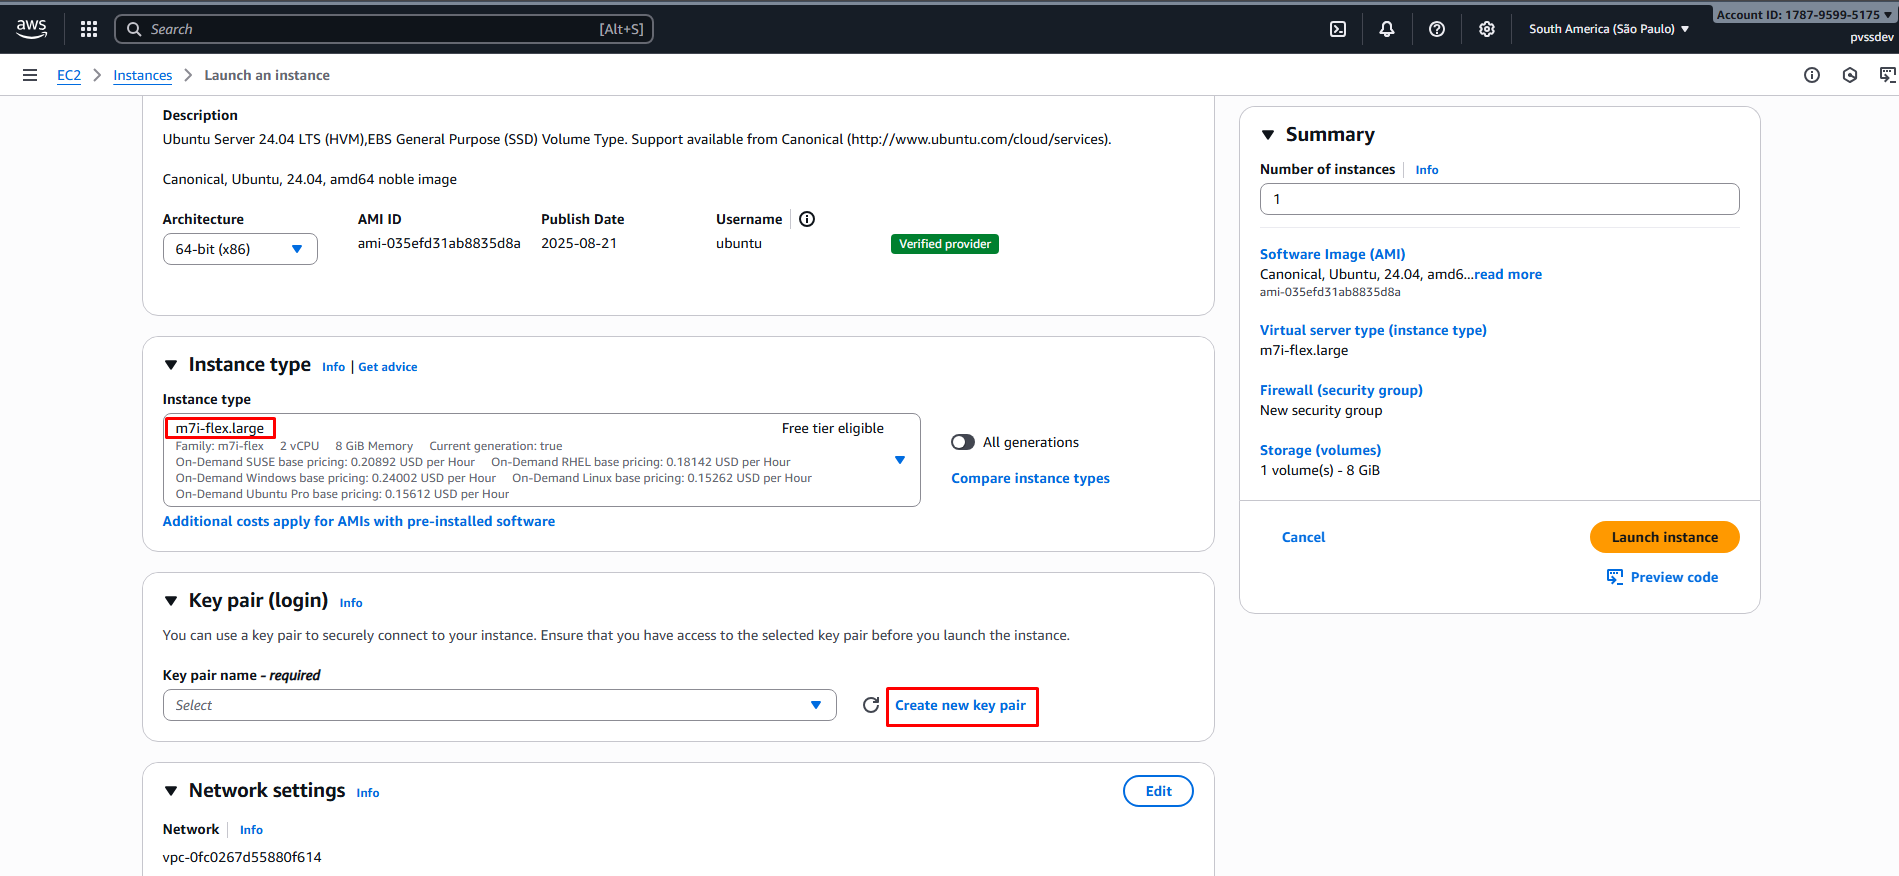 aws
Search
[Alt+S]
South America (São Paulo)
Account ID: 1787-9599-5175
pvssdev
EC2
Instances
Launch an instance
Description
Ubuntu Server 24.04 LTS (HVM),EBS General Purpose (SSD) Volume Type. Support available from Canonical (http://www.ubuntu.com/cloud/services).
Canonical, Ubuntu, 24.04, amd64 noble image
Architecture AMI ID Publish Date Username
64-bit (x86) ami-035efd31ab8835d8a 2025-08-21 ubuntu Verified provider
Instance type Info | Get advice
Instance type
m7i-flex.large Free tier eligible
Family: m7i-flex 2 vCPU 8 GiB Memory Current generation: true
On-Demand SUSE base pricing: 0.20892 USD per Hour On-Demand RHEL base pricing: 0.18142 USD per Hour
On-Demand Windows base pricing: 0.24002 USD per Hour On-Demand Linux base pricing: 0.15262 USD per Hour
On-Demand Ubuntu Pro base pricing: 0.15612 USD per Hour
All generations
Compare instance types
Additional costs apply for AMIs with pre-installed software
Key pair (login) Info
You can use a key pair to securely connect to your instance. Ensure that you have access to the selected key pair before you launch the instance.
Key pair name - required
Select
Create new key pair
Network settings Info
Edit
Network Info
vpc-0fc0267d55880f614
Summary
Number of instances Info
1
Software Image (AMI)
Canonical, Ubuntu, 24.04, amd6...read more
ami-035efd31ab8835d8a
Virtual server type (instance type)
m7i-flex.large
Firewall (security group)
New security group
Storage (volumes)
1 volume(s) - 8 GiB
Cancel
Launch instance
Preview code